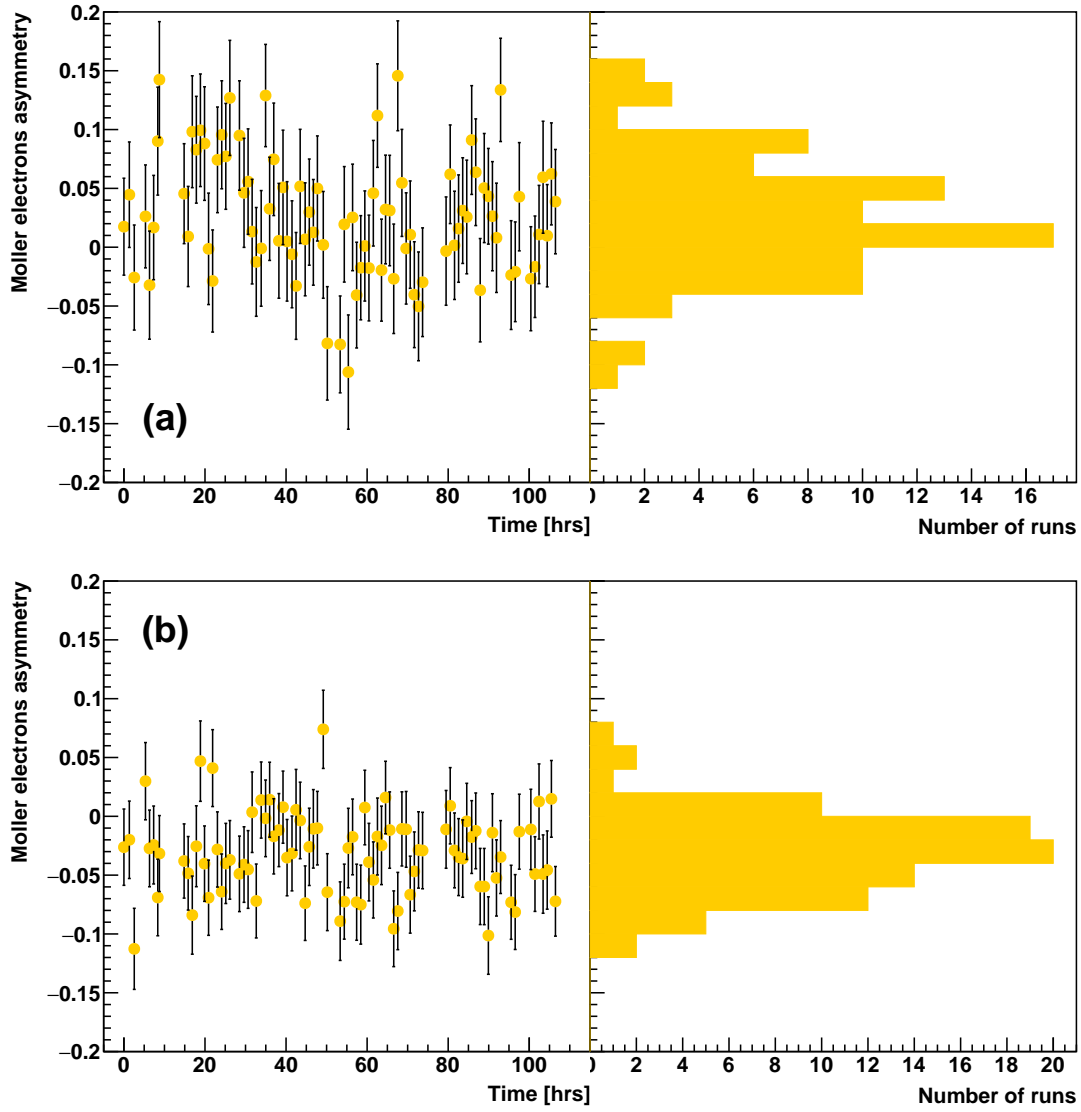 Moller electrons asymmetry
0.2
0.15
0.1
0.05
0
−0.05
−0.1
−0.15
−0.2
(a)
0 20 40 60 80 100
Time [hrs]
0 2 4 6 8 10 12 14 16
Number of runs
Moller electrons asymmetry
0.2
0.15
0.1
0.05
0
−0.05
−0.1
−0.15
−0.2
(b)
0 20 40 60 80 100
Time [hrs]
0 2 4 6 8 10 12 14 16 18 20
Number of runs